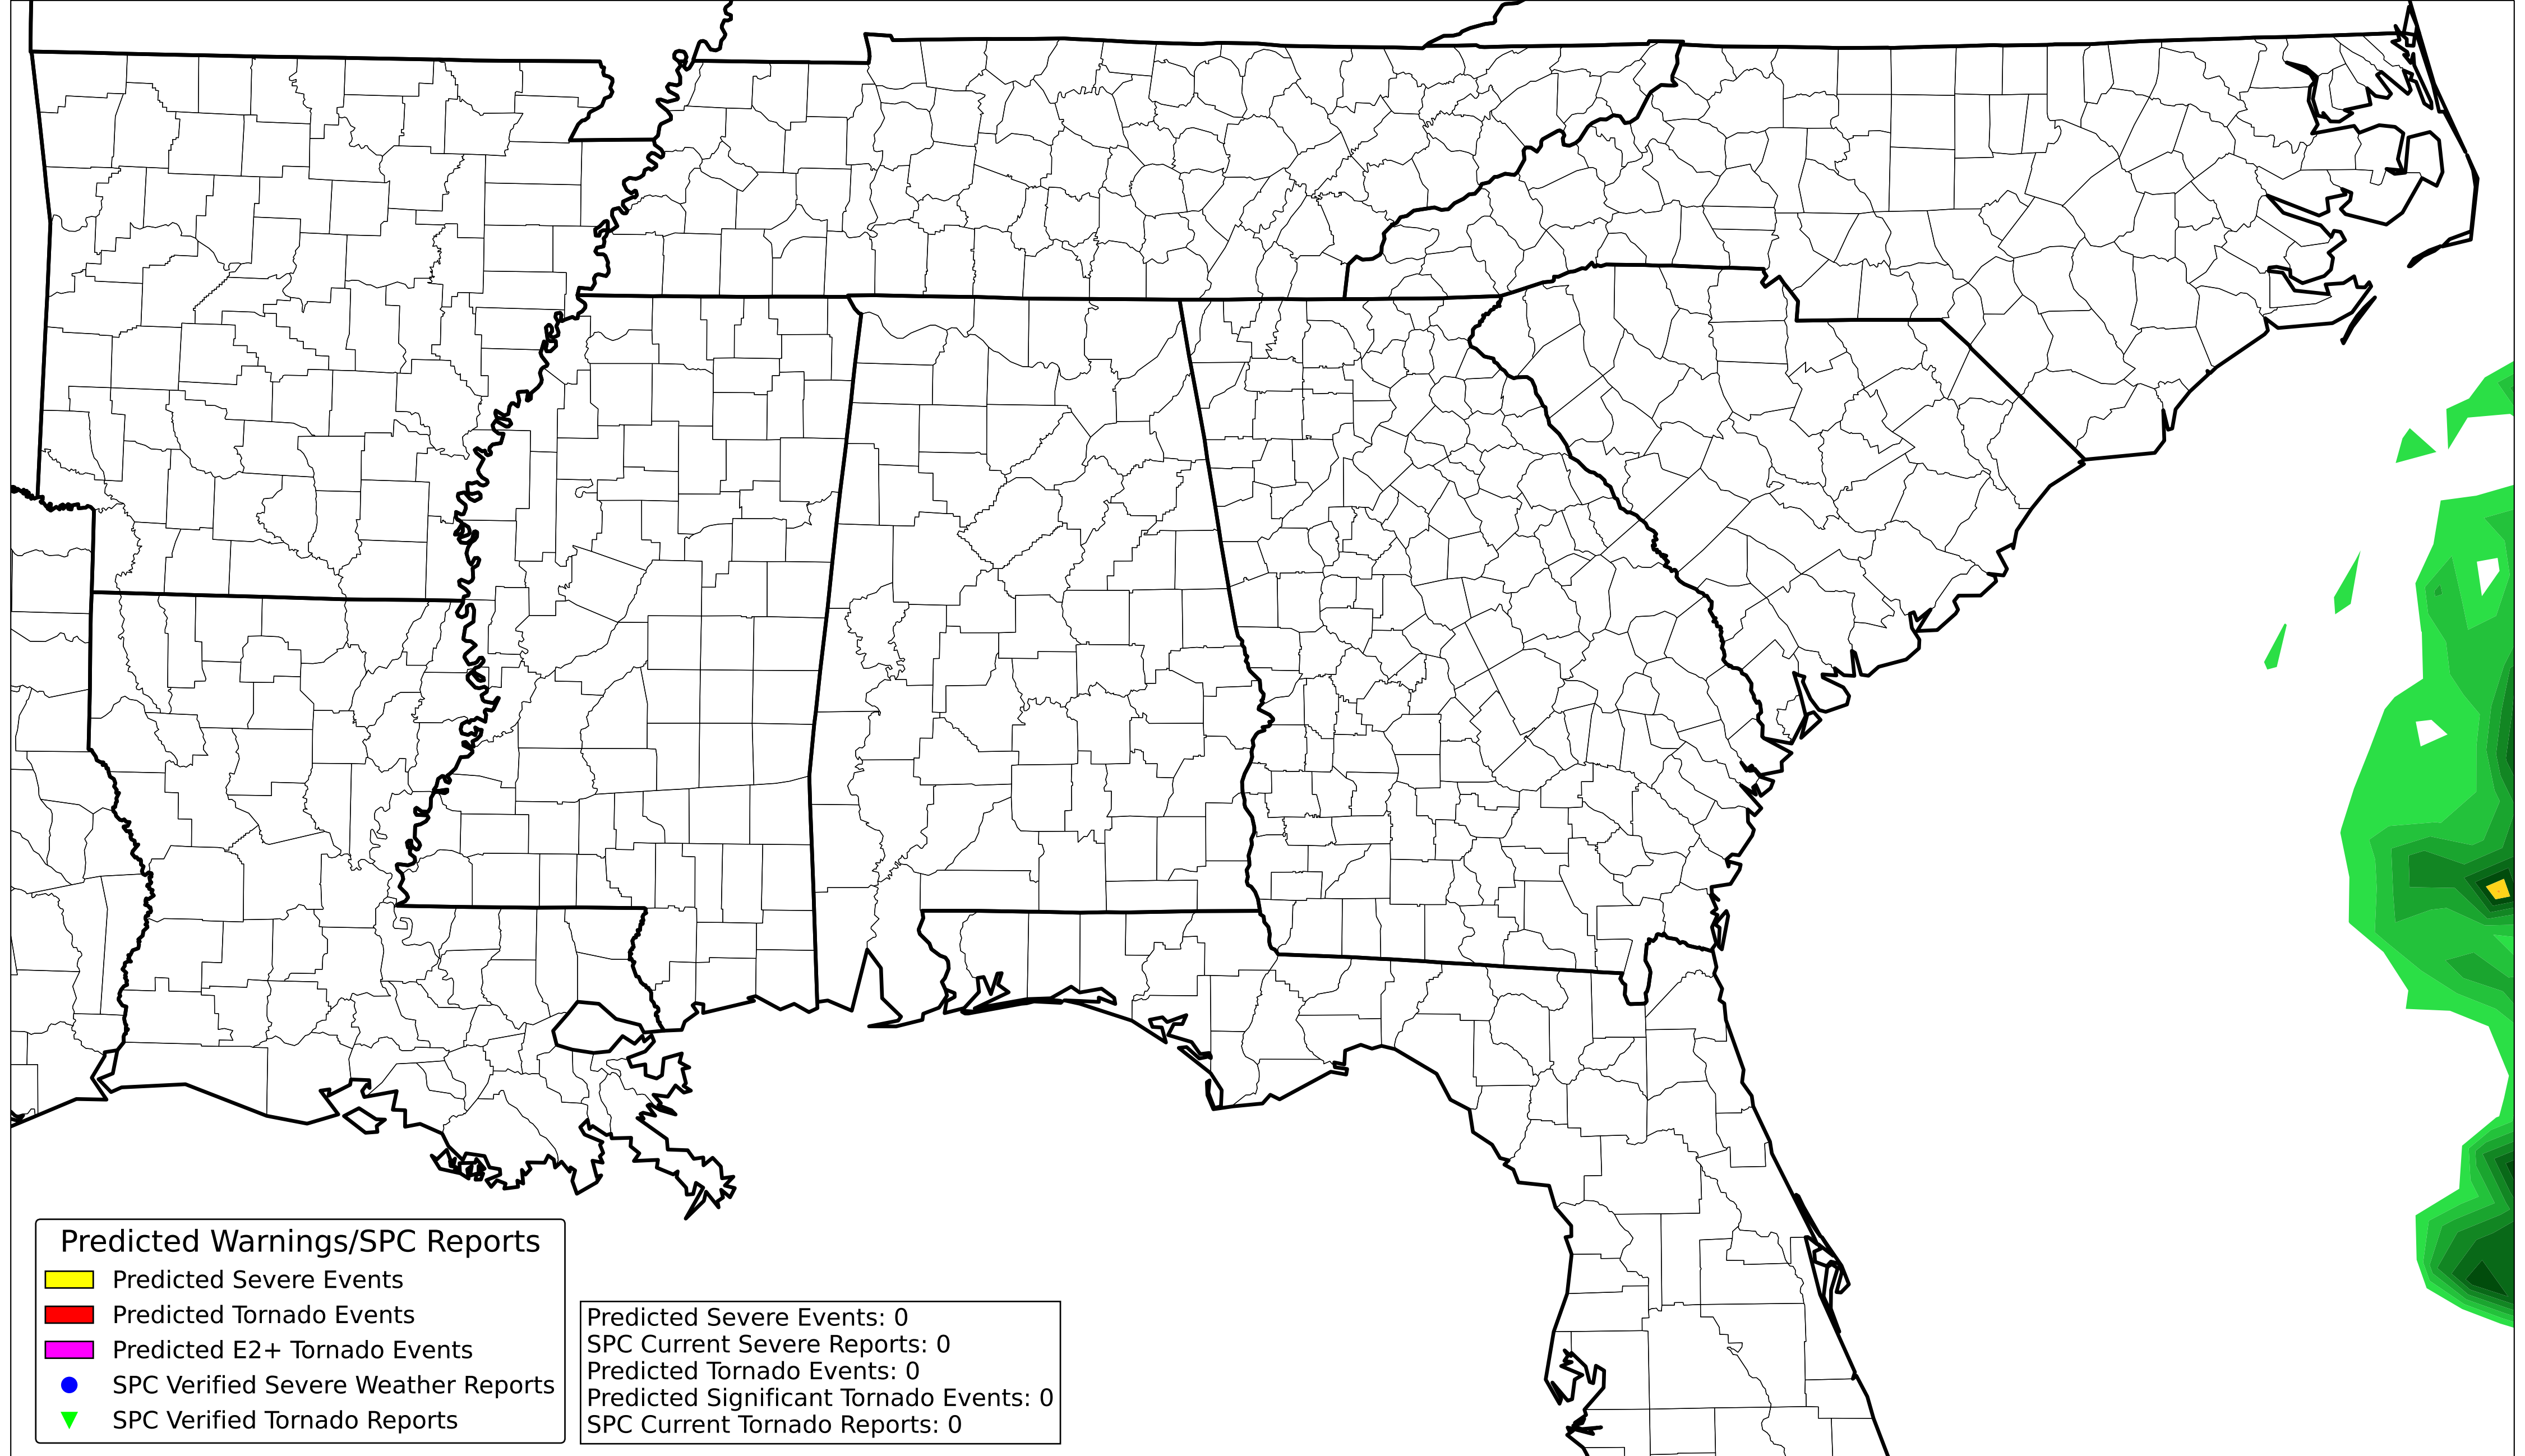 Predicted Warnings/SPC Reports
Predicted Severe Events
Predicted Tornado Events
Predicted E2+ Tornado Events
SPC Verified Severe Weather Reports
SPC Verified Tornado Reports
Predicted Severe Events: 0
SPC Current Severe Reports: 0
Predicted Tornado Events: 0
Predicted Significant Tornado Events: 0
SPC Current Tornado Reports: 0